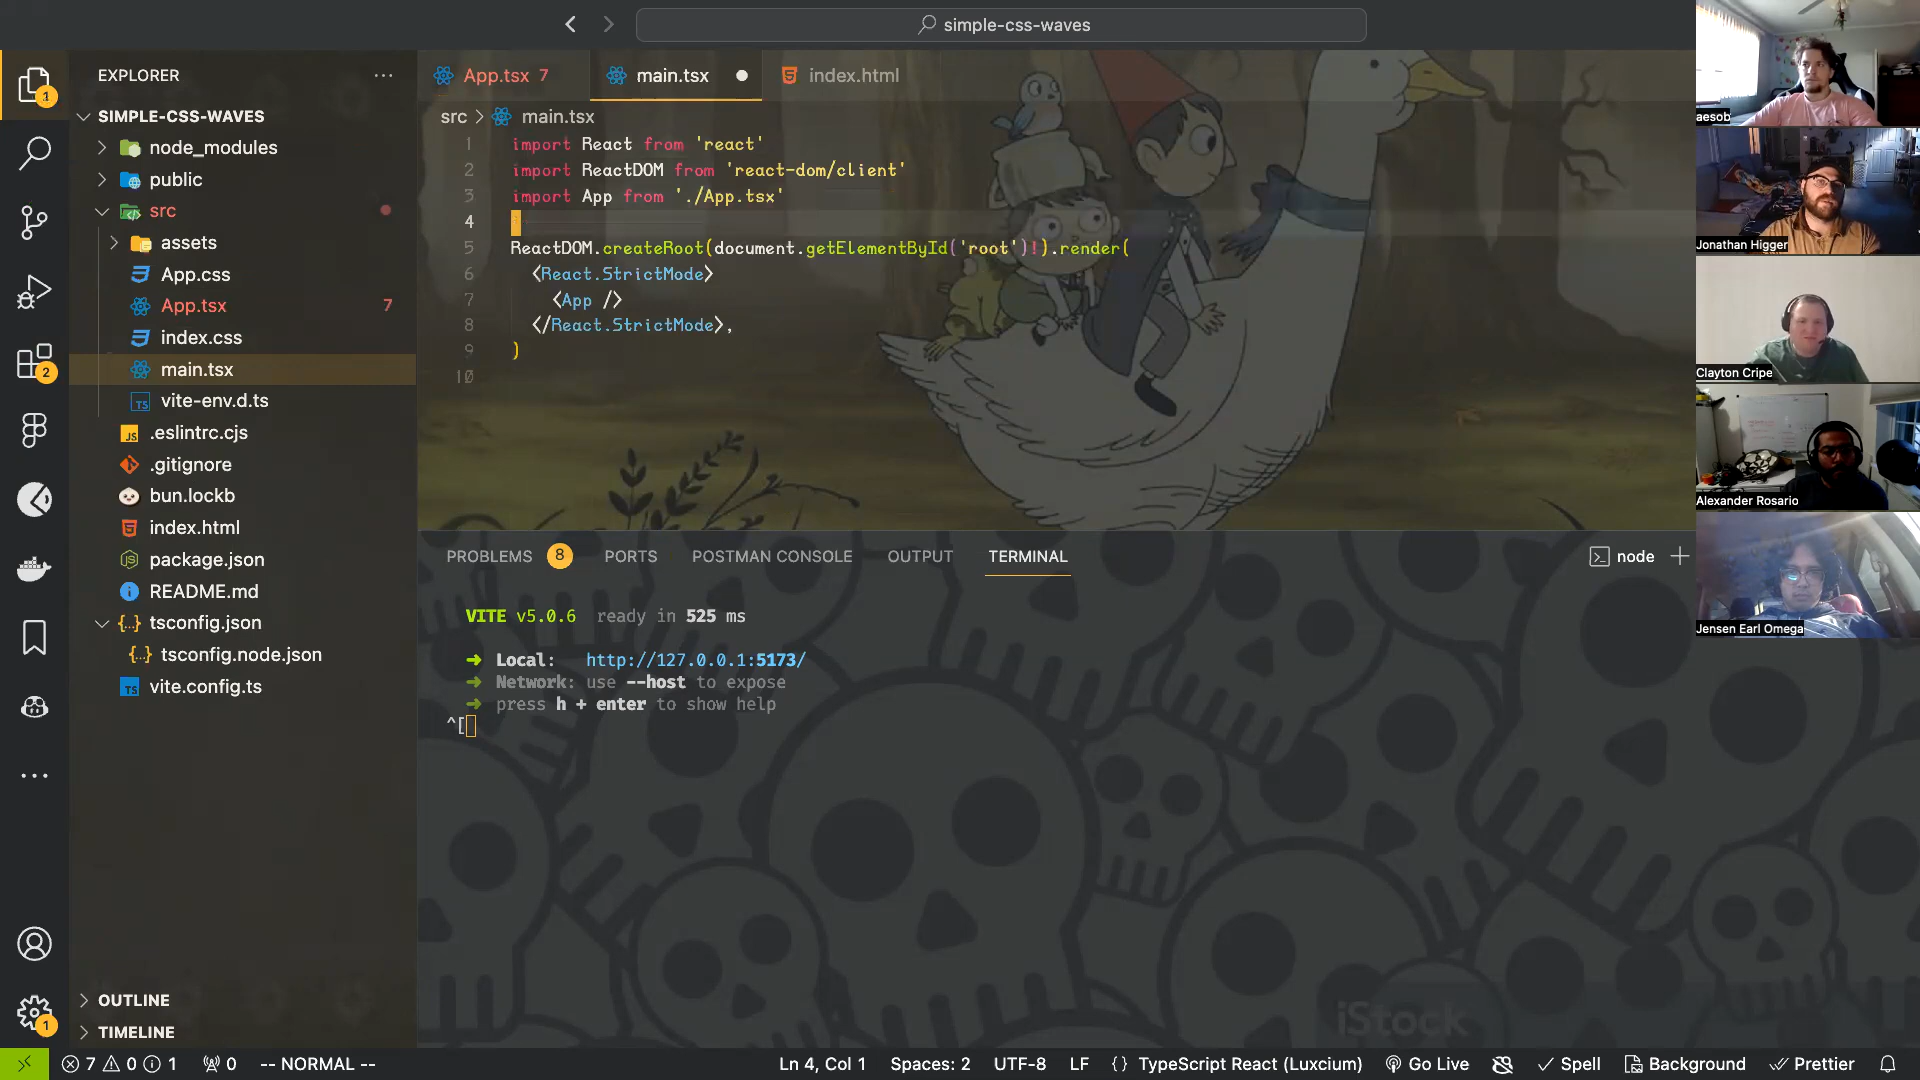 simple-css-waves
EXPLORER
SIMPLE-CSS-WAVES
node_modules
public
src
assets
App.css
App.tsx 7
index.css
main.tsx
vite-env.d.ts
.eslintrc.cjs
.gitignore
bun.lockb
index.html
package.json
README.md
tsconfig.json
tsconfig.node.json
vite.config.ts
OUTLINE
TIMELINE
1
2
1
App.tsx 7
main.tsx
index.html
src > main.tsx
1 import React from 'react'
2 import ReactDOM from 'react-dom/client'
3 import App from './App.tsx'
4
5 ReactDOM.createRoot(document.getElementById('root')!).render(
6 <React.StrictMode>
7 <App />
8 </React.StrictMode>,
9 )
10
PROBLEMS 8 PORTS POSTMAN CONSOLE OUTPUT TERMINAL
node
VITE v5.0.6 ready in 525 ms
➜ Local: http://127.0.0.1:5173/
➜ Network: use --host to expose
➜ press h + enter to show help
^[
iStock
aesob
Jonathan Higger
Clayton Cripe
Alexander Rosario
Jensen Earl Omega
7 0 1 0 -- NORMAL -- Ln 4, Col 1 Spaces: 2 UTF-8 LF {} TypeScript React (Luxcium) Go Live Spell Background Prettier